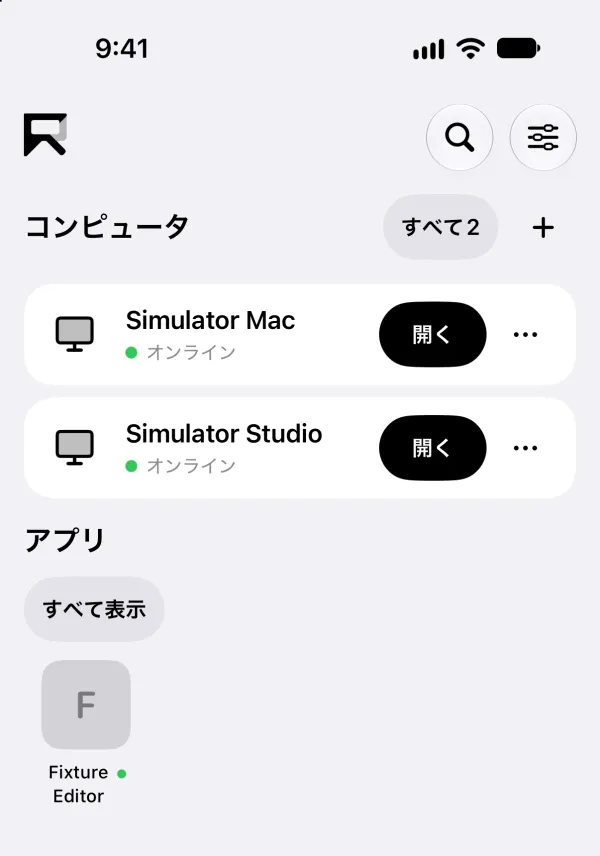 9:41
コンピュータ
すべて2
Simulator Mac
オンライン
開く
Simulator Studio
オンライン
開く
アプリ
すべて表示
F
Fixture
Editor